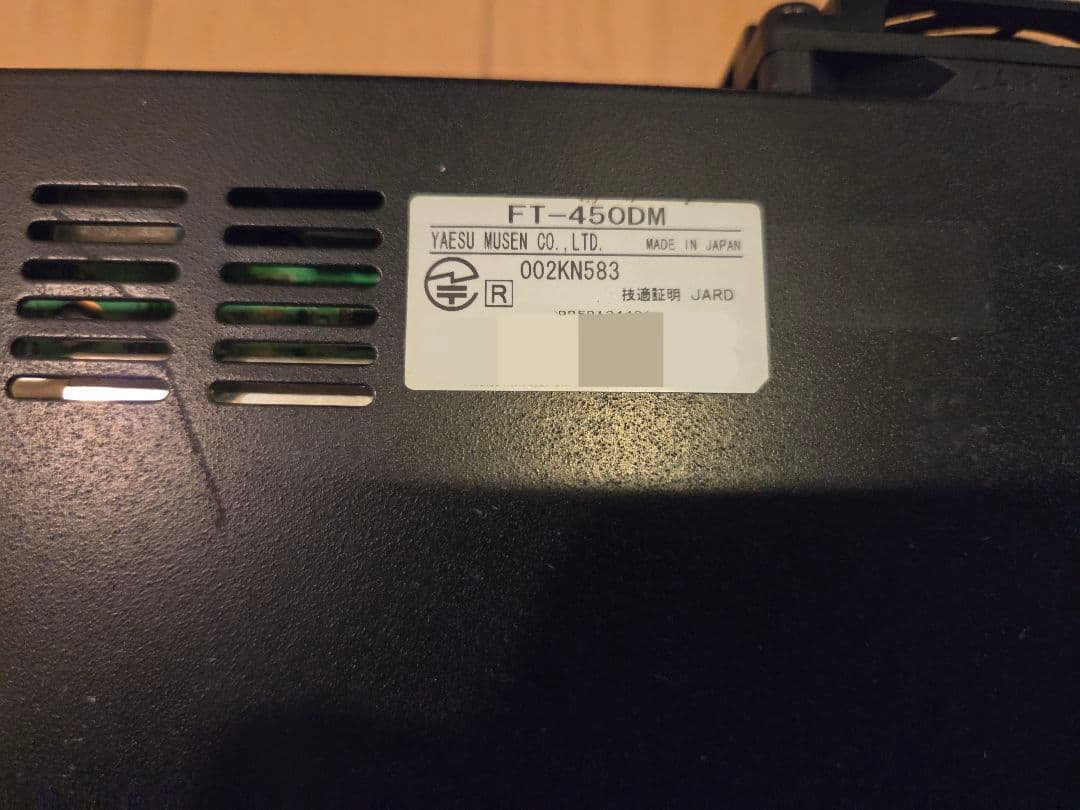 FT-450DM
YAESU MUSEN CO.,LTD. MADE IN JAPAN
002KN583
R 技適証明 JARD